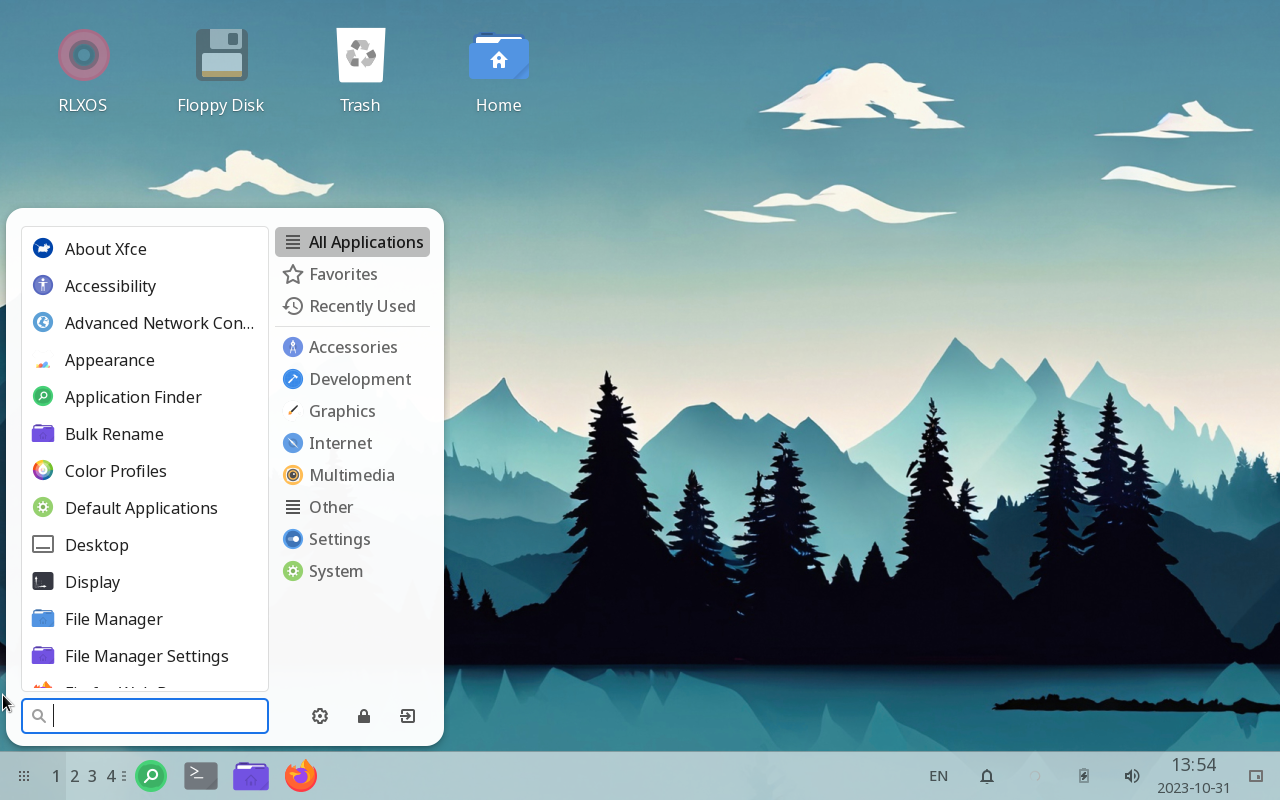 RLXOS
Floppy Disk
Trash
Home
About Xfce
Accessibility
Advanced Network Con...
Appearance
Application Finder
Bulk Rename
Color Profiles
Default Applications
Desktop
Display
File Manager
File Manager Settings
All Applications
Favorites
Recently Used
Accessories
Development
Graphics
Internet
Multimedia
Other
Settings
System
1 2 3 4
EN
13:54
2023-10-31